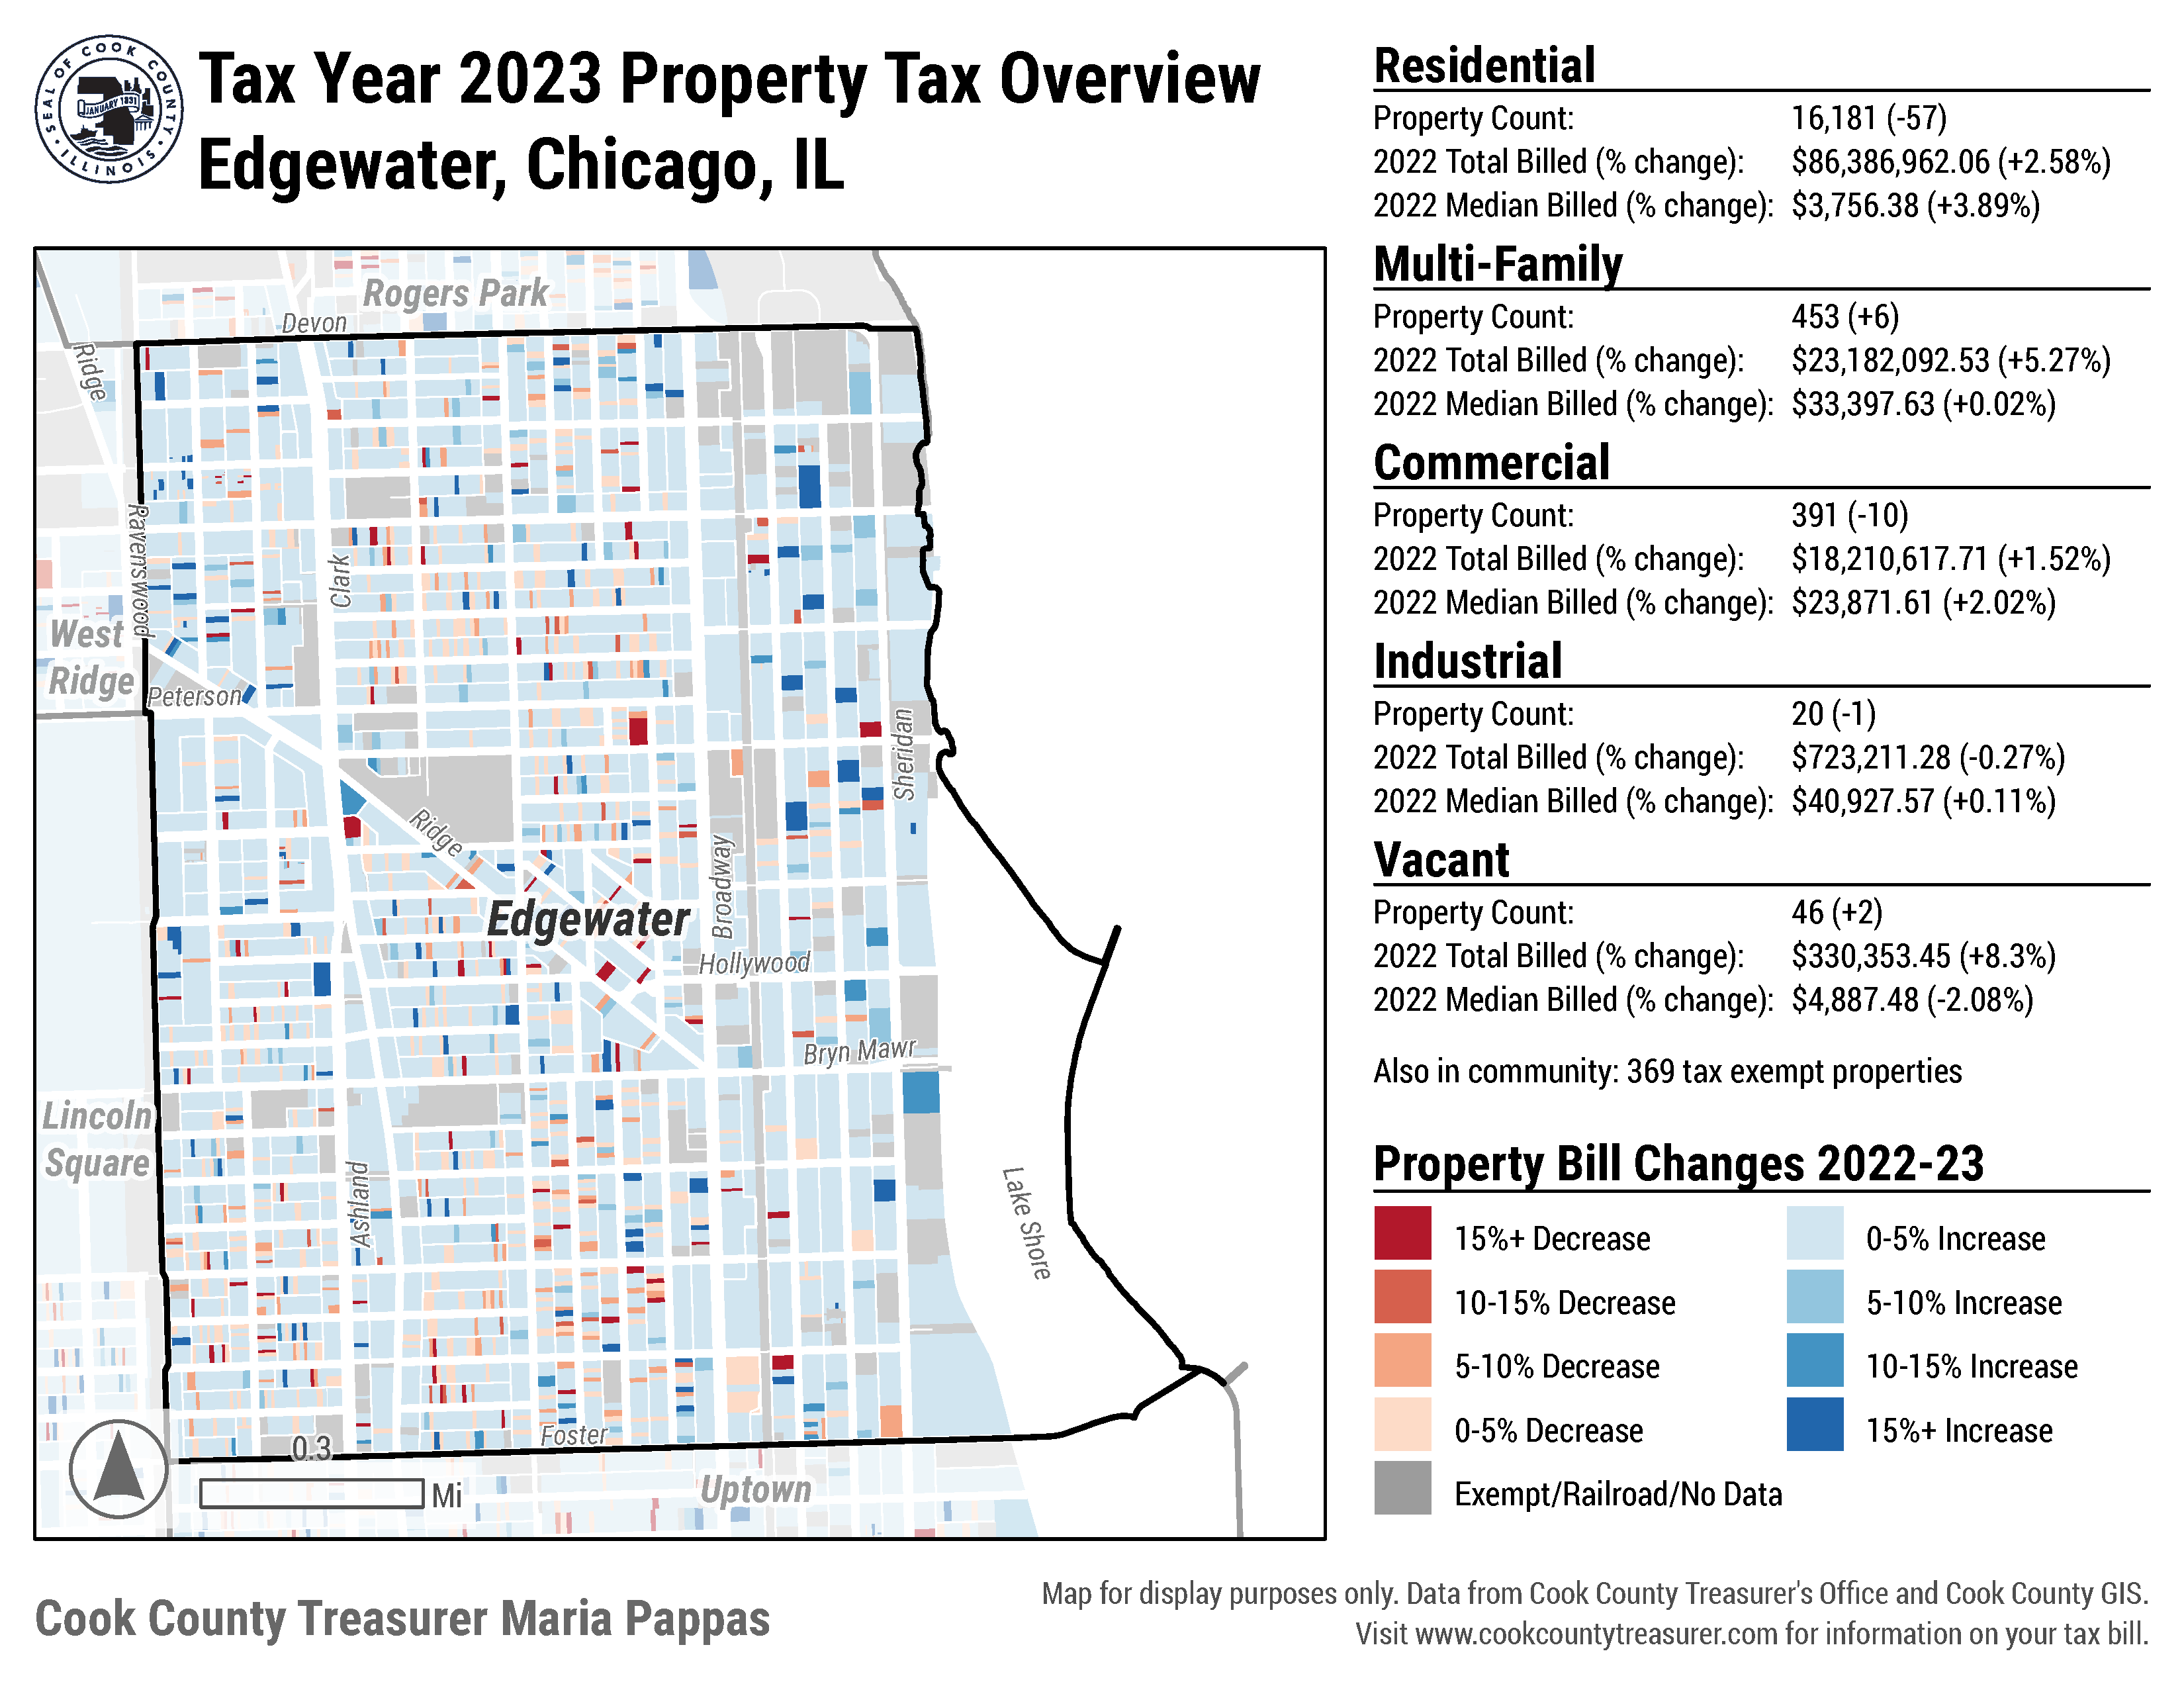 SEAL OF COOK COUNTY
JANUARY 1831
• ILLINOIS •
Tax Year 2023 Property Tax Overview
Edgewater, Chicago, IL
Rogers Park
Devon
Ridge
Ravenswood
Clark
West
Ridge
Peterson
Sheridan
Ridge
Broadway
Edgewater
Hollywood
Bryn Mawr
Lincoln
Square
Ashland
Lake Shore
Foster
0.3
Mi
Uptown
Residential
Property Count: 16,181 (-57)
2022 Total Billed (% change): $86,386,962.06 (+2.58%)
2022 Median Billed (% change): $3,756.38 (+3.89%)
Multi-Family
Property Count: 453 (+6)
2022 Total Billed (% change): $23,182,092.53 (+5.27%)
2022 Median Billed (% change): $33,397.63 (+0.02%)
Commercial
Property Count: 391 (-10)
2022 Total Billed (% change): $18,210,617.71 (+1.52%)
2022 Median Billed (% change): $23,871.61 (+2.02%)
Industrial
Property Count: 20 (-1)
2022 Total Billed (% change): $723,211.28 (-0.27%)
2022 Median Billed (% change): $40,927.57 (+0.11%)
Vacant
Property Count: 46 (+2)
2022 Total Billed (% change): $330,353.45 (+8.3%)
2022 Median Billed (% change): $4,887.48 (-2.08%)
Also in community: 369 tax exempt properties
Property Bill Changes 2022-23
15%+ Decrease
0-5% Increase
10-15% Decrease
5-10% Increase
5-10% Decrease
10-15% Increase
0-5% Decrease
15%+ Increase
Exempt/Railroad/No Data
Cook County Treasurer Maria Pappas
Map for display purposes only. Data from Cook County Treasurer's Office and Cook County GIS.
Visit www.cookcountytreasurer.com for information on your tax bill.